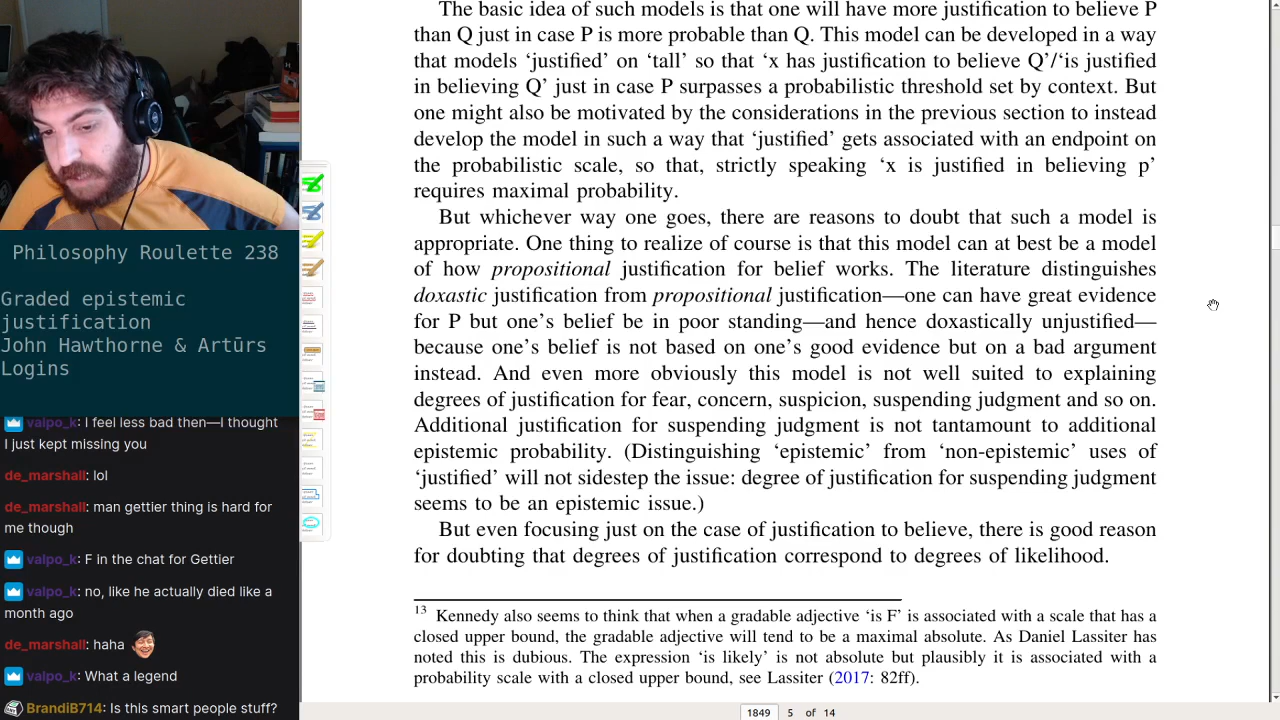 The basic idea of such models is that one will have more justification to believe P
than Q just in case P is more probable than Q. This model can be developed in a way
that models ‘justified’ on ‘tall’ so that ‘x has justification to believe Q’/‘is justified
in believing Q’ just in case P surpasses a probabilistic threshold set by context. But
one might also be motivated by the considerations in the previous section to instead
develop the model in such a way that ‘justified’ gets associated with an endpoint on
the probabilistic scale, so that, strictly speaking ‘x is justified in believing p’
requires maximal probability.
But whichever way one goes, there are reasons to doubt that such a model is
appropriate. One thing to realize of course is that this model can at best be a model
of how propositional justification for belief works. The literature distinguishes
doxastic justification from propositional justification—one can have great evidence
for P but one’s belief be in poor standing—and hence doxastically unjustified—
because one’s belief is not based on one’s good evidence but on a bad argument
instead. And even more obviously this model is not well suited to explaining
degrees of justification for fear, concern, suspicion, suspending judgment and so on.
Additional justification for suspending judgment is not tantamount to additional
epistemic probability. (Distinguishing ‘epistemic’ from ‘non-epistemic’ uses of
‘justified’ will not sidestep the issue: degree of justification for suspending judgment
seems to be an epistemic one.)
But even focusing just on the case of justification to believe, there is good reason
for doubting that degrees of justification correspond to degrees of likelihood.
13 Kennedy also seems to think that when a gradable adjective ‘is F’ is associated with a scale that has a
closed upper bound, the gradable adjective will tend to be a maximal absolute. As Daniel Lassiter has
noted this is dubious. The expression ‘is likely’ is not absolute but plausibly it is associated with a
probability scale with a closed upper bound, see Lassiter (2017: 82ff).
1849 5 of 14
Philosophy Roulette 238
Graded epistemic
justification
John Hawthorne & Artūrs
Logins
valpo_k: I feel less bad then—I thought
I just kept missing you
de_marshall: lol
de_marshall: man gettier thing is hard for
me though
valpo_k: F in the chat for Gettier
valpo_k: no, like he actually died like a
month ago
de_marshall: haha
valpo_k: What a legend
BrandiB714: Is this smart people stuff?